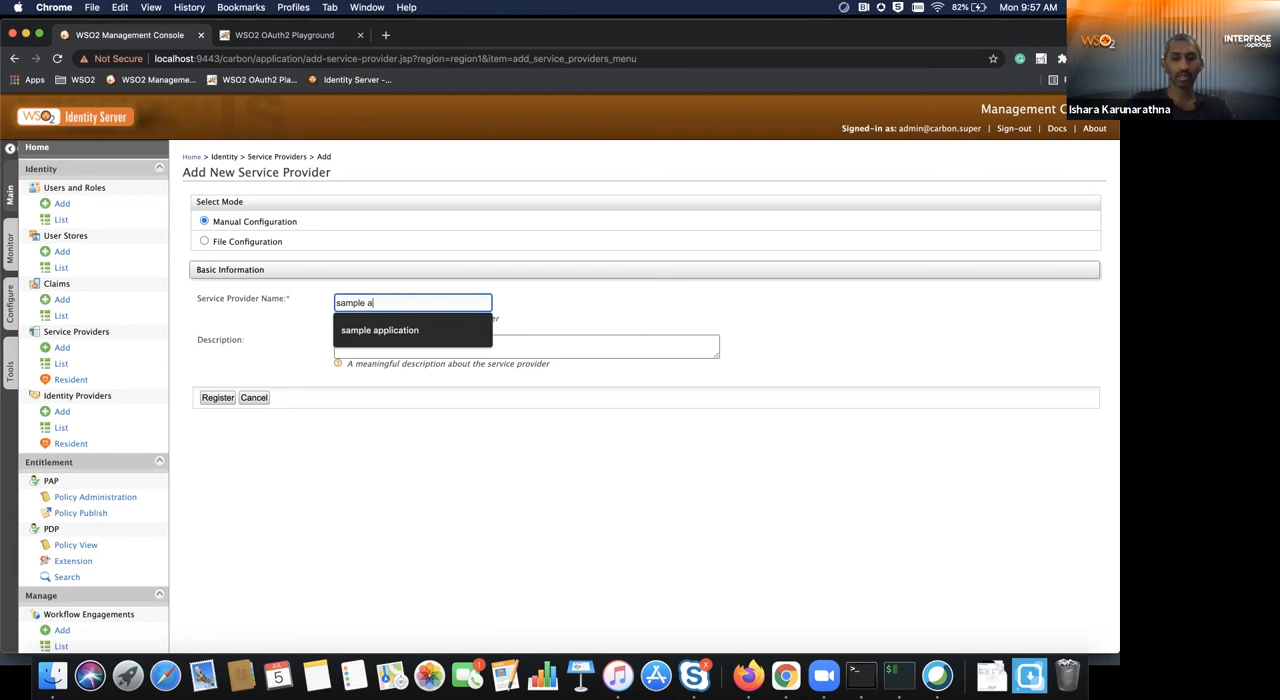 Chrome File Edit View History Bookmarks Profiles Tab Window Help
82% Mon 9:57 AM
WSO2 Management Console
WSO2 OAuth2 Playground
Not Secure localhost:9443/carbon/application/add-service-provider.jsp?region=region1&item=add_service_providers_menu
Apps WSO2 WSO2 Manageme... WSO2 OAuth2 Pla... Identity Server -...
WSO2
INTERFACE
Ishara Karunarathna
WSO2 Identity Server
Management C
Signed-in as: admin@carbon.super | Sign-out | Docs | About
Main
Monitor
Configure
Tools
Home
Identity
Users and Roles
Add
List
User Stores
Add
List
Claims
Add
List
Service Providers
Add
List
Resident
Identity Providers
Add
List
Resident
Entitlement
PAP
Policy Administration
Policy Publish
PDP
Policy View
Extension
Search
Manage
Workflow Engagements
Add
List
Home > Identity > Service Providers > Add
Add New Service Provider
Select Mode
Manual Configuration
File Configuration
Basic Information
Service Provider Name:*
sample a
sample application
Description:
A meaningful description about the service provider
Register Cancel
JUL
5
1